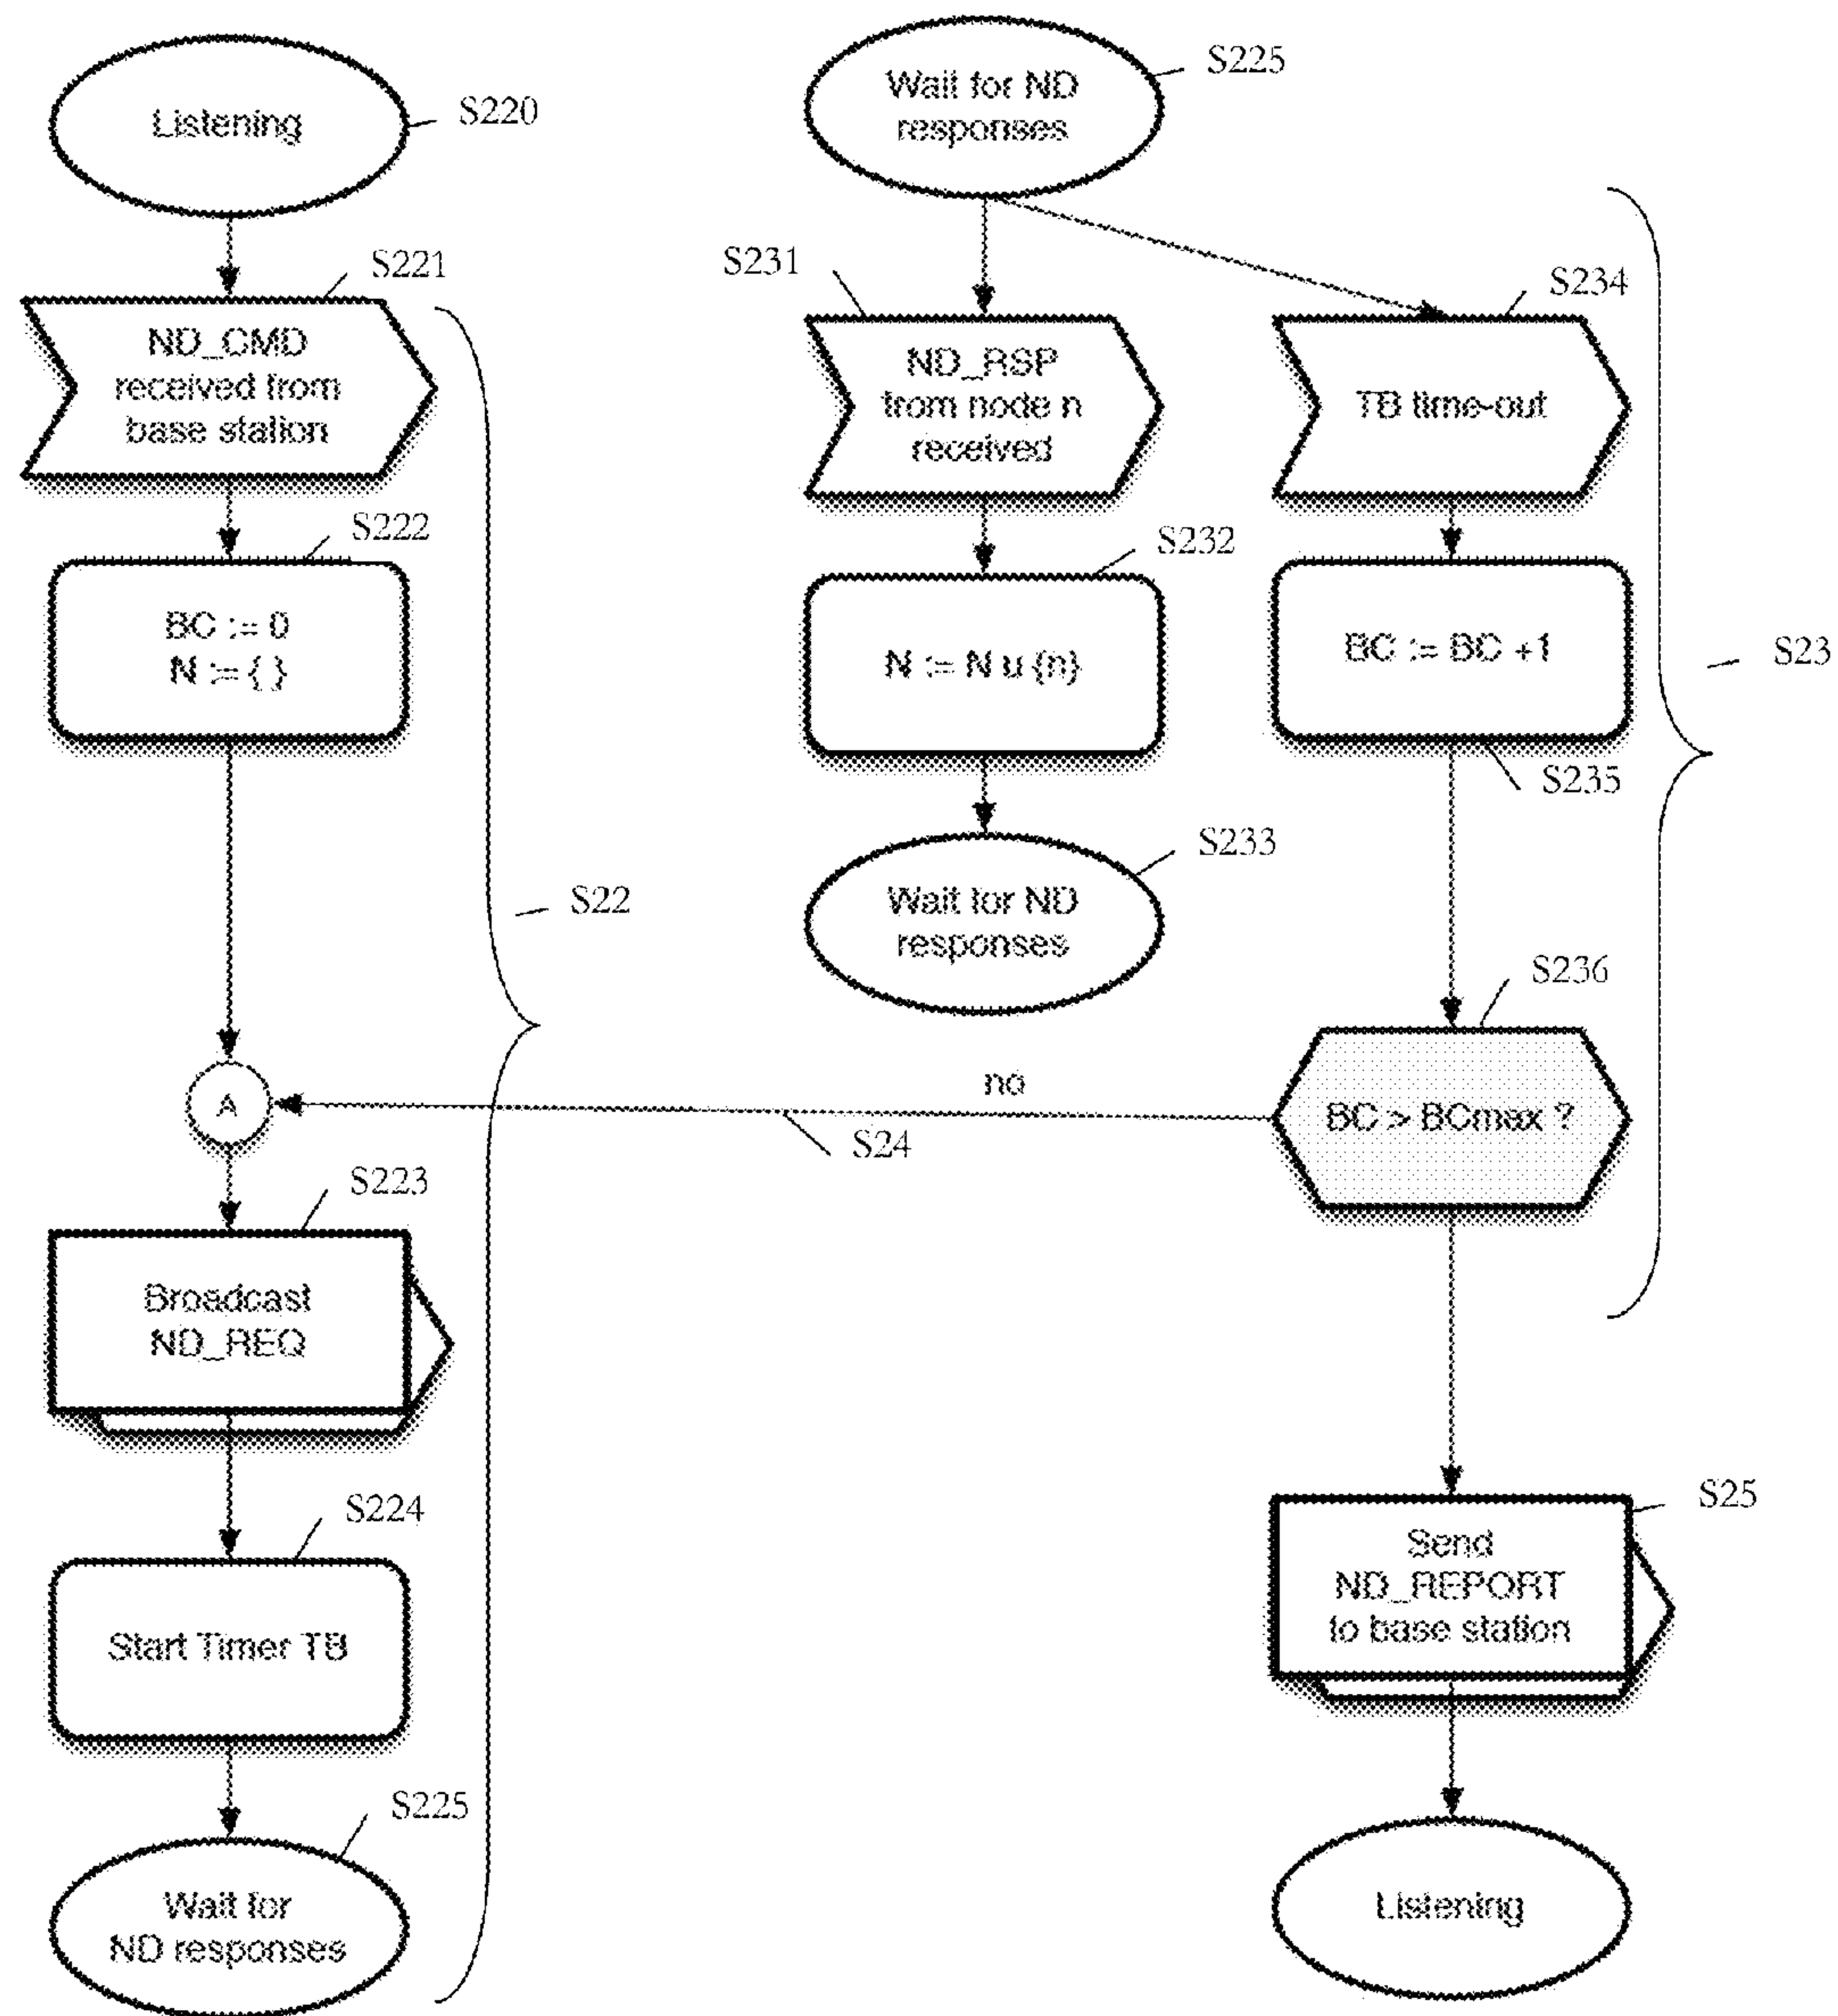 Listening
S220
S221
ND_CMD
received from
base station
S222
BC := 0
N := { }
S22
A
S223
Broadcast
ND_REQ
S224
Start Timer TB
S225
Wait for
ND responses
Wait for ND
responses
S225
S231
ND_RSP
from node n
received
S232
N := N u {n}
S233
Wait for ND
responses
S234
TB time-out
BC := BC +1
S235
S23
S236
BC > BCmax ?
no
S24
S25
Send
ND_REPORT
to base station
Listening